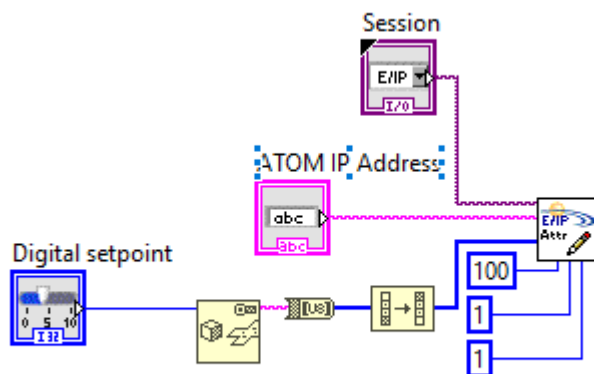 Session
E/IP
I/O
ATOM IP Address
abc
abc
E/IP
Attr
Digital setpoint
0 5 10
I32
[U8]
100
1
1